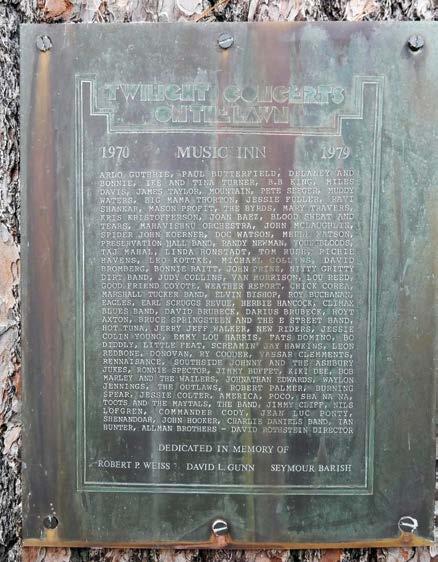 TWILIGHT CONCERTS
ON THE LAWN
1970 MUSIC INN 1979
ARLO GUTHRIE, PAUL BUTTERFIELD, DELANEY AND
BONNIE, IKE AND TINA TURNER, B.B KING, MILES
DAVIS, JAMES TAYLOR, MOUNTAIN, PETE SEEGER, MUDDY
WATERS, BIG MAMA THORTON, JESSIE FULLER, RAVI
SHANKAR, MASON PROFIT, THE BYRDS, MARY TRAVERS,
KRIS KRISTOFFERSON, JOAN BAEZ, BLOOD SWEAT AND
TEARS, MAHAVISHNU ORCHESTRA, JOHN MCLAUGHLIN,
SPIDER JOHN KOERNER, DOC WATSON, MERLE WATSON,
PRESERVATION HALL BAND, RANDY NEWMAN, YOUNGBLOODS,
TAJ MAHAL, LINDA RONSTADT, TOM RUSH, RICHIE
HAVENS, LEO KOTTKE, MICHAEL COLLINS, DAVID
BROMBERG, BONNIE RAITT, JOHN PRINE, NITTY GRITTY
DIRT BAND, JUDY COLLINS, VAN MORRISON, LOU REED,
GOOD FRIEND COYOTE, WEATHER REPORT, CHICK COREA,
MARSHALL TUCKER BAND, ELVIN BISHOP, ROY BUCHANAN,
EAGLES, EARL SCRUGGS REVUE, HERBIE HANCOCK, CLIMAX
BLUES BAND, DAVID BRUBECK, DARIUS BRUBECK, HOYT
AXTON, BRUCE SPRINGSTEEN AND THE E STREET BAND,
HOT TUNA, JERRY JEFF WALKER, NEW RIDERS, JESSIE
COLIN YOUNG, EMMY LOU HARRIS, FATS DOMINO, BO
DIDDLY, LITTLE FEAT, SCREAMIN' JAY HAWKINS, LEON
REDBONE, DONOVAN, RY COODER, VASSAR CLEMMENTS,
RENNAISSANCE, SOUTHSIDE JOHNNY AND THE ASHBURY
JUKES, RONNIE SPECTOR, JIMMY BUFFET, KIKI DEE, BOB
MARLEY AND THE WAILERS, JOHNATHAN EDWARDS, WAYLON
JENNINGS, THE OUTLAWS, ROBERT PALMER, BURNING
SPEAR, JESSIE COLTER, AMERICA, POCO, SHA NA NA,
TOOTS AND THE MAYTALS, THE BAND, JIMMY CLIFF, NILS
LOFGREN, COMMANDER CODY, JEAN LUC PONTY,
SHENANDOAH, JOHN HOOKER, CHARLIE DANIELS BAND, IAN
HUNTER, ALLMAN BROTHERS - DAVID ROTHSTEIN DIRECTOR
DEDICATED IN MEMORY OF
ROBERT P. WEISS DAVID L. GUNN SEYMOUR BARISH